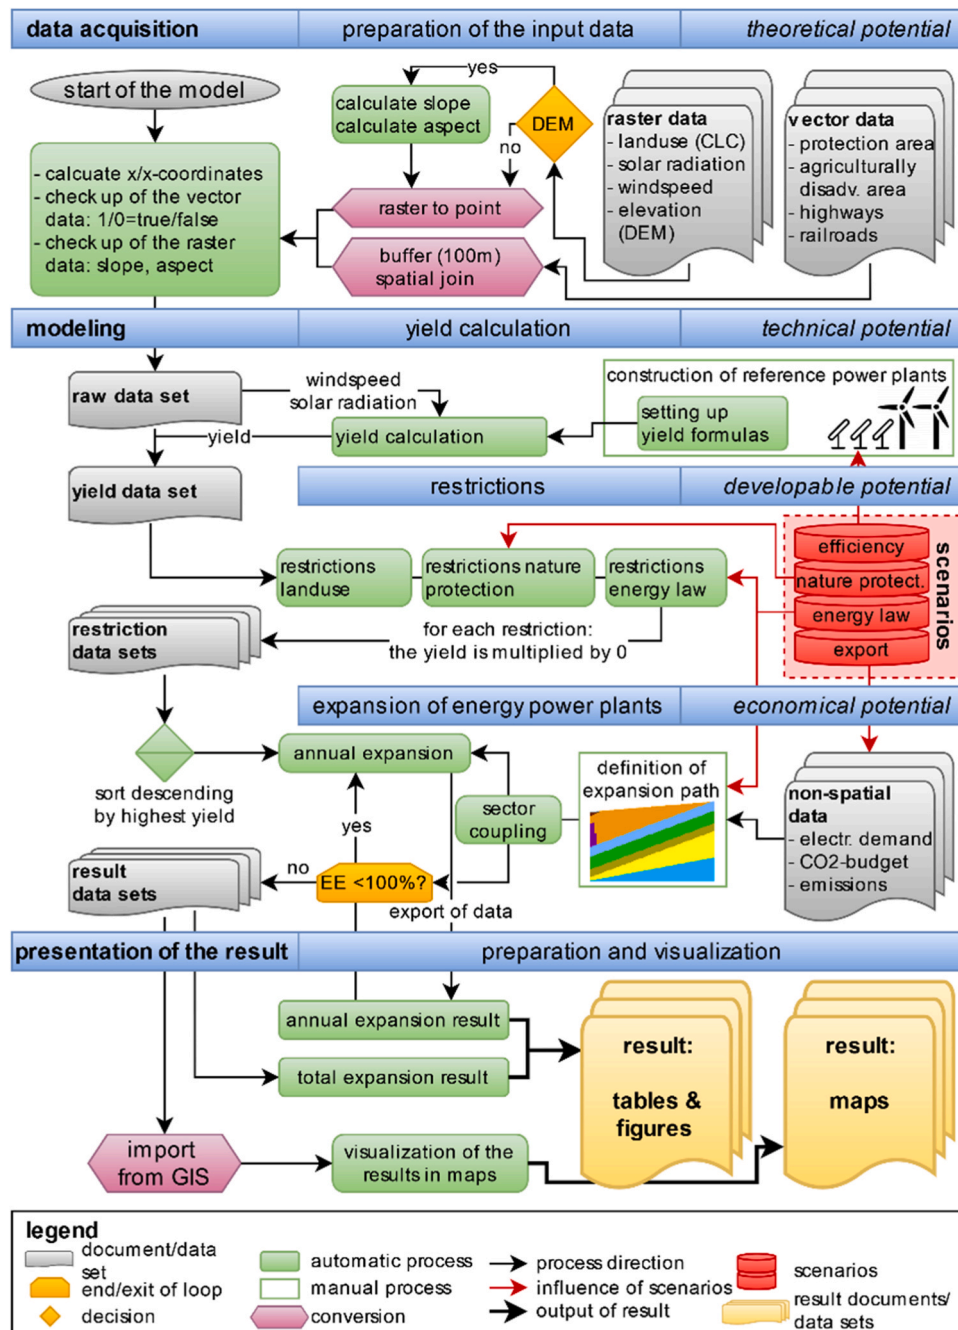 data acquisition
preparation of the input data
theoretical potential
start of the model
yes
calculate slope
calculate aspect
DEM
no
raster to point
buffer (100m)
spatial join
- calcuate x/x-coordinates
- check up of the vector
data: 1/0=true/false
- check up of the raster
data: slope, aspect
raster data
- landuse (CLC)
- solar radiation
- windspeed
- elevation
(DEM)
vector data
- protection area
- agriculturally
disadv. area
- highways
- railroads
modeling
yield calculation
technical potential
raw data set
windspeed
solar radiation
yield
yield calculation
construction of reference power plants
setting up
yield formulas
yield data set
restrictions
developable potential
restrictions
landuse
restrictions nature
protection
restrictions
energy law
efficiency
nature protect.
energy law
export
scenarios
restriction
data sets
for each restriction:
the yield is multiplied by 0
expansion of energy power plants
economical potential
annual expansion
sort descending
by highest yield
yes
sector
coupling
definition of
expansion path
non-spatial
data
- electr. demand
- CO2-budget
- emissions
result
data sets
no
EE <100%?
export of data
presentation of the result
preparation and visualization
annual expansion result
total expansion result
result:
tables &
figures
result:
maps
import
from GIS
visualization of the
results in maps
legend
document/data
set
end/exit of loop
decision
automatic process
manual process
conversion
process direction
influence of scenarios
output of result
scenarios
result documents/
data sets